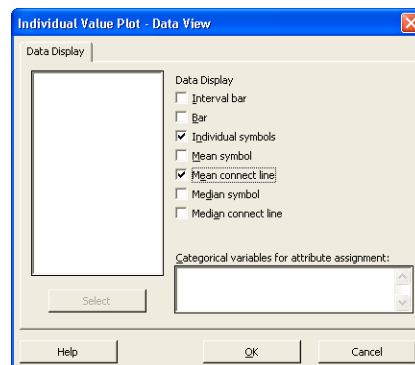 Individual Value Plot - Data View
Data Display
Data Display
Interval bar
Bar
Individual symbols
Mean symbol
Mean connect line
Median symbol
Median connect line
Categorical variables for attribute assignment:
Select
Help
OK
Cancel